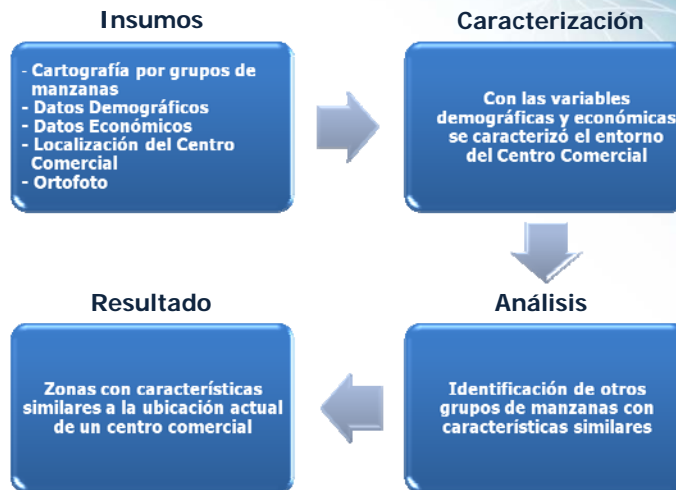 Insumos
- Cartografía por grupos de
manzanas
- Datos Demográficos
- Datos Económicos
- Localización del Centro
Comercial
- Ortofoto
Caracterización
Con las variables
demográficas y económicas
se caracterizó el entorno
del Centro Comercial
Análisis
Identificación de otros
grupos de manzanas con
características similares
Resultado
Zonas con características
similares a la ubicación actual
de un centro comercial